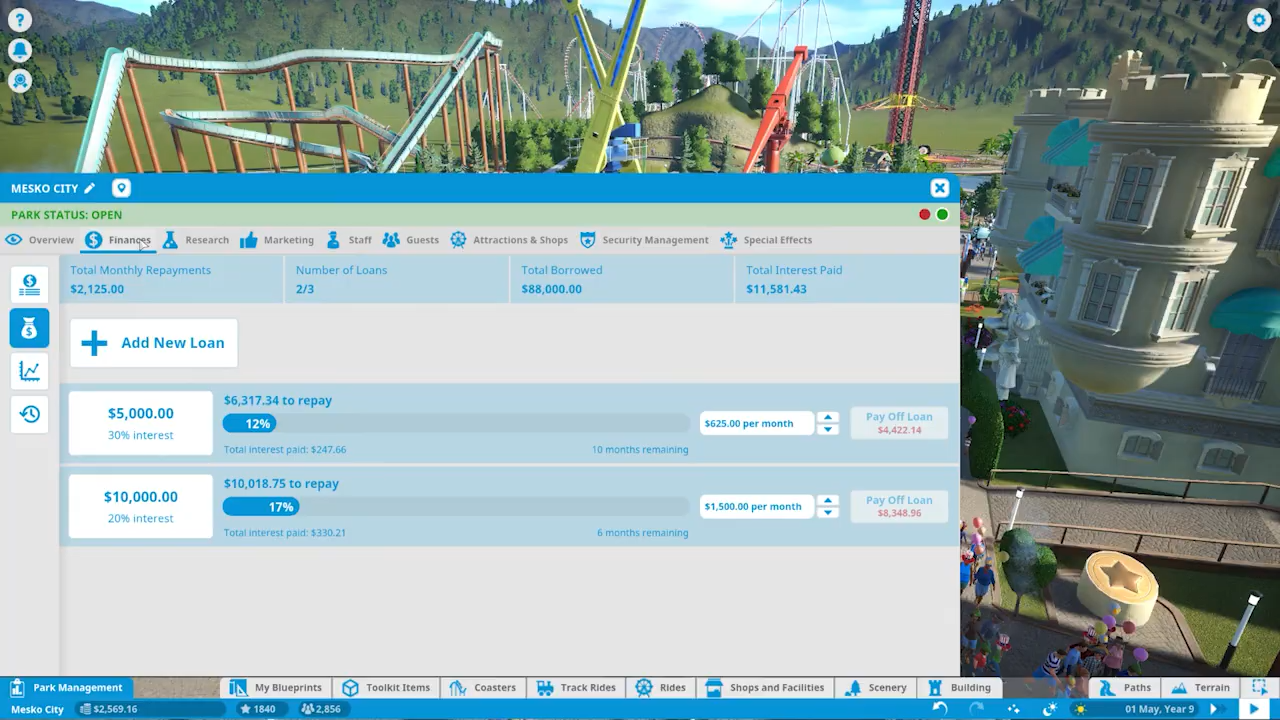 ?
MESKO CITY
PARK STATUS: OPEN
Overview
Finances
Research
Marketing
Staff
Guests
Attractions & Shops
Security Management
Special Effects
Total Monthly Repayments
$2,125.00
Number of Loans
2/3
Total Borrowed
$88,000.00
Total Interest Paid
$11,581.43
Add New Loan
$5,000.00
30% interest
$6,317.34 to repay
12%
Total interest paid: $247.66
10 months remaining
$625.00 per month
Pay Off Loan
$4,422.14
$10,000.00
20% interest
$10,018.75 to repay
17%
Total interest paid: $330.21
6 months remaining
$1,500.00 per month
Pay Off Loan
$8,348.96
Park Management
My Blueprints
Toolkit Items
Coasters
Track Rides
Rides
Shops and Facilities
Scenery
Building
Paths
Terrain
Mesko City
$2,569.16
1840
2,856
01 May, Year 9